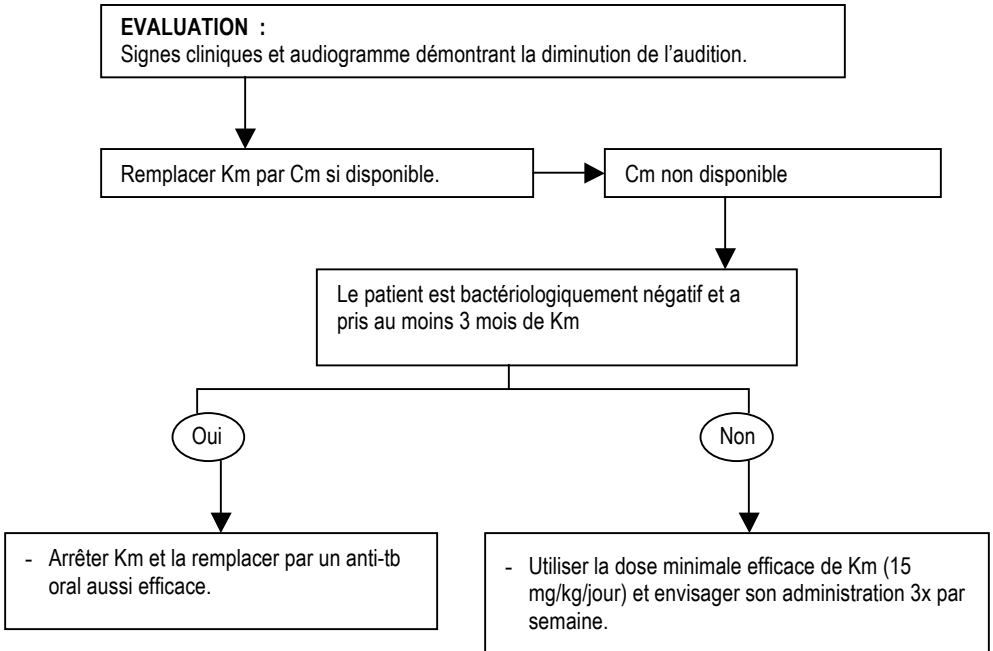 EVALUATION :
Signes cliniques et audiogramme démontrant la diminution de l’audition.
Remplacer Km par Cm si disponible.
Cm non disponible
Le patient est bactériologiquement négatif et a
pris au moins 3 mois de Km
Oui
Non
- Arrêter Km et la remplacer par un anti-tb
oral aussi efficace.
- Utiliser la dose minimale efficace de Km (15
mg/kg/jour) et envisager son administration 3x par
semaine.